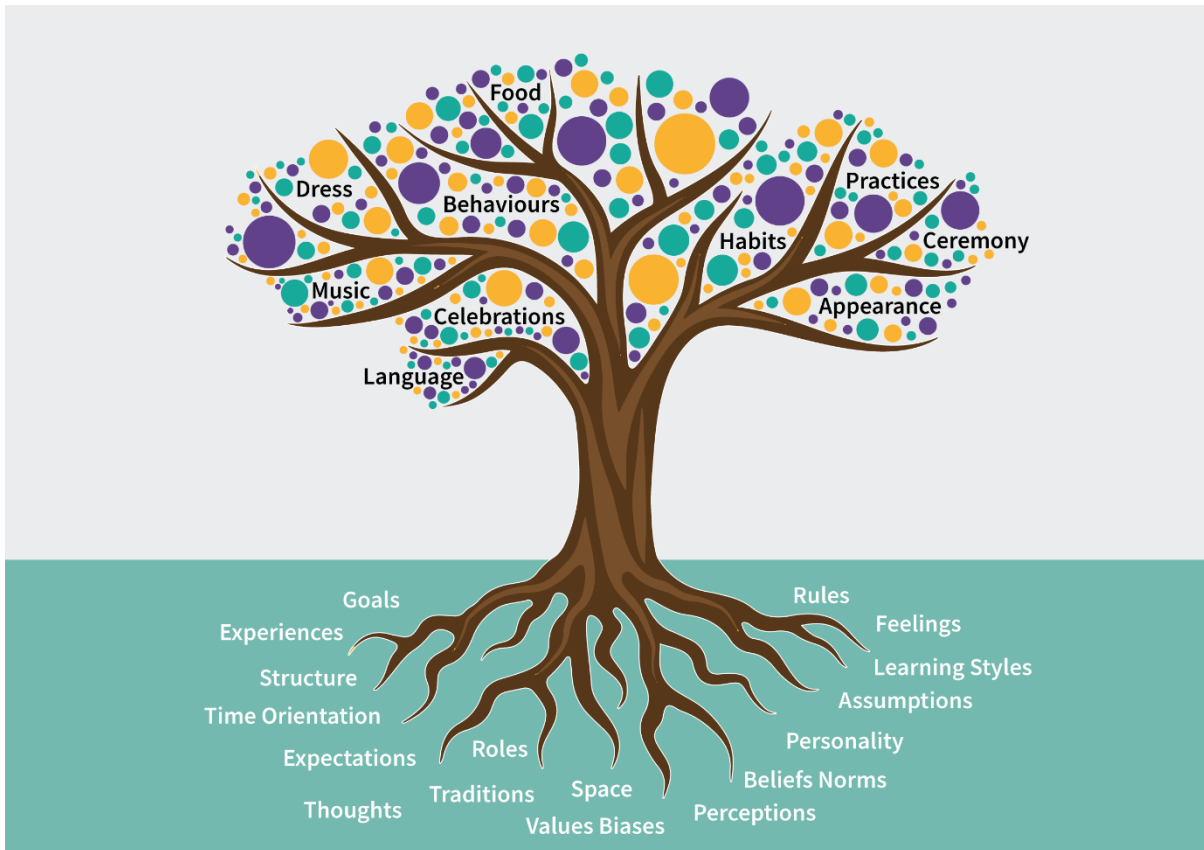 Food
Practices
Dress
Behaviours
Habits
Ceremony
Music
Appearance
Celebrations
Language
Goals
Rules
Experiences
Feelings
Structure
Learning Styles
Assumptions
Time Orientation
Personality
Expectations
Roles
Beliefs Norms
Traditions
Space
Thoughts
Perceptions
Values Biases